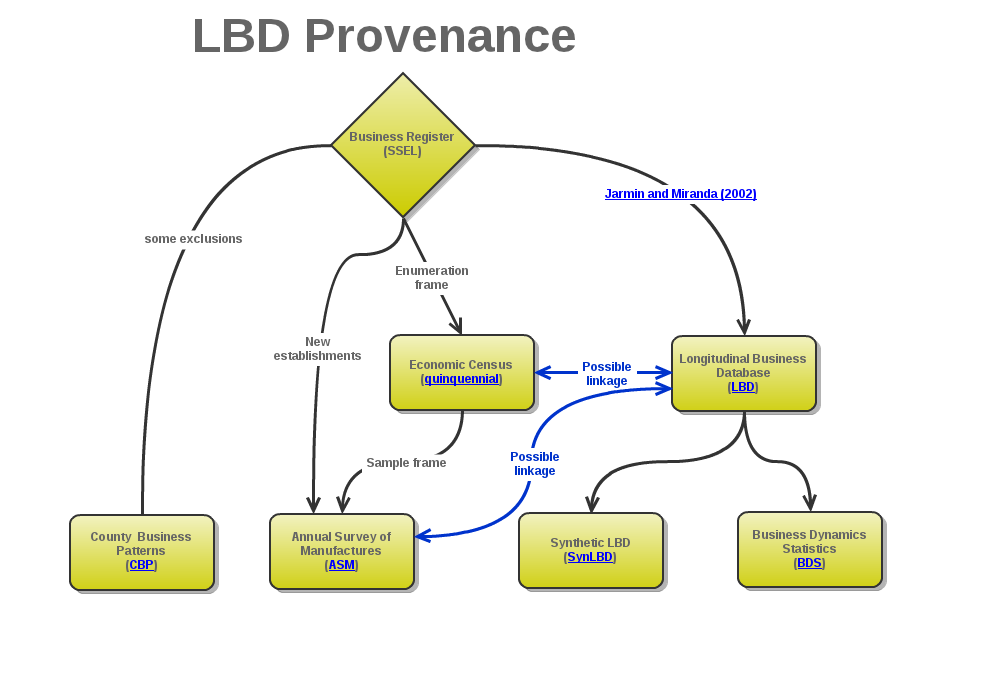 LBD Provenance
Business Register
(SSEL)
Jarmin and Miranda (2002)
some exclusions
Enumeration
frame
New
establishments
Economic Census
(quinquennial)
Possible
linkage
Longitudinal Business
Database
(LBD)
Sample frame
Possible
linkage
County Business
Patterns
(CBP)
Annual Survey of
Manufactures
(ASM)
Synthetic LBD
(SynLBD)
Business Dynamics
Statistics
(BDS)